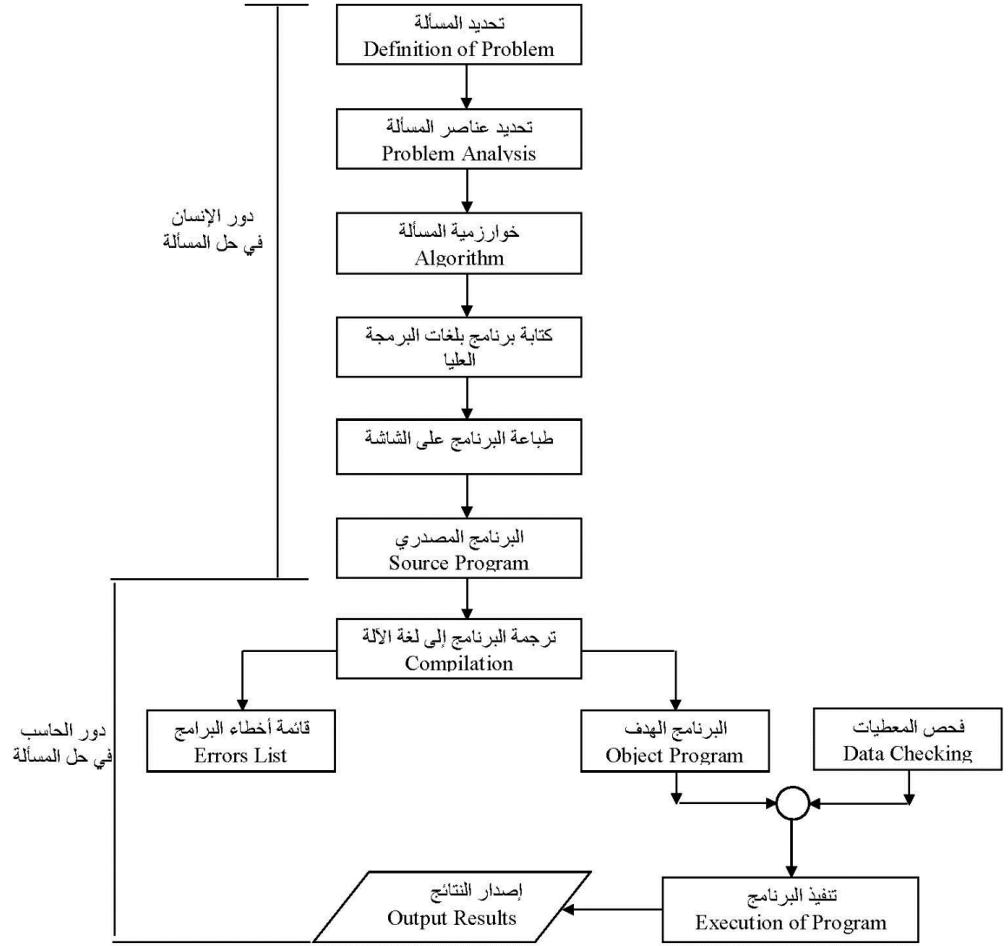 تحديد المسألة
Definition of Problem
تحديد عناصر المسألة
Problem Analysis
دور الإنسان
في حل المسألة
خوارزمية المسألة
Algorithm
كتابة برنامج بلغات البرمجة
العليا
طباعة البرنامج على الشاشة
البرنامج المصدري
Source Program
ترجمة البرنامج إلى لغة الآلة
Compilation
دور الحاسب
في حل المسألة
قائمة أخطاء البرامج
Errors List
البرنامج الهدف
Object Program
فحص المعطيات
Data Checking
إصدار النتائج
Output Results
تنفيذ البرنامج
Execution of Program